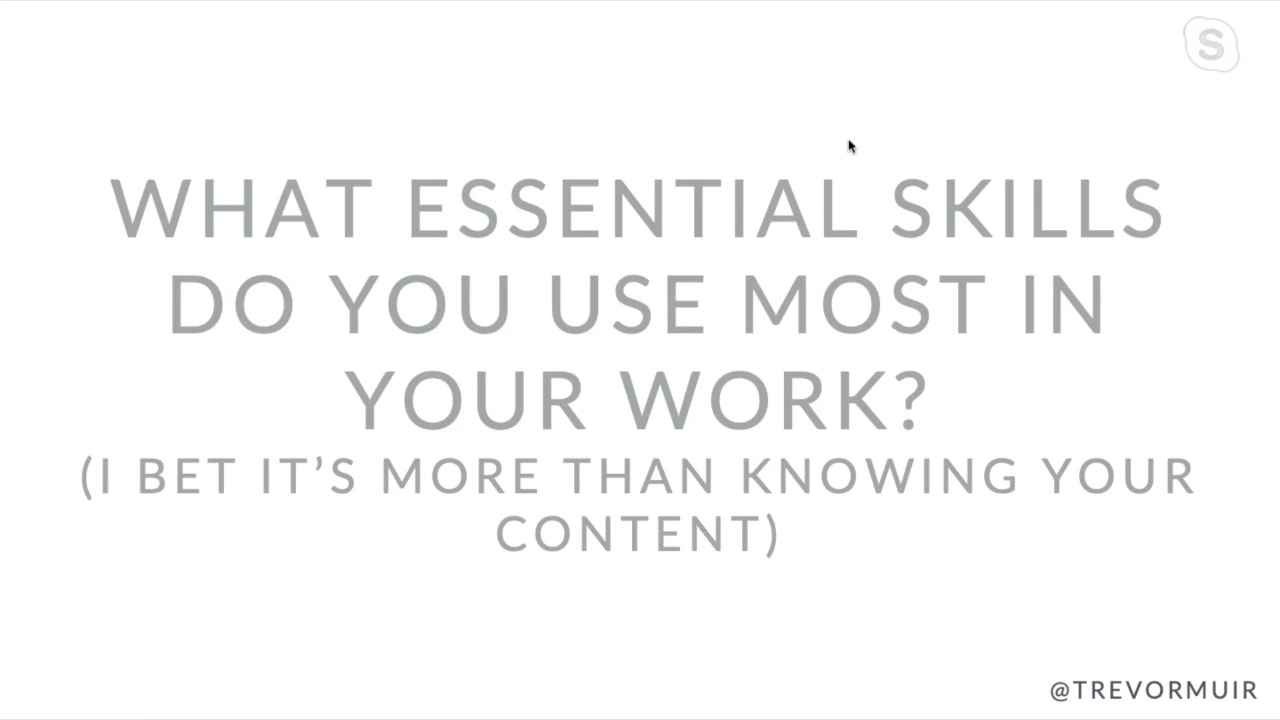 S
WHAT ESSENTIAL SKILLS
DO YOU USE MOST IN
YOUR WORK?
(I BET IT’S MORE THAN KNOWING YOUR
CONTENT)
@TREVORMUIR